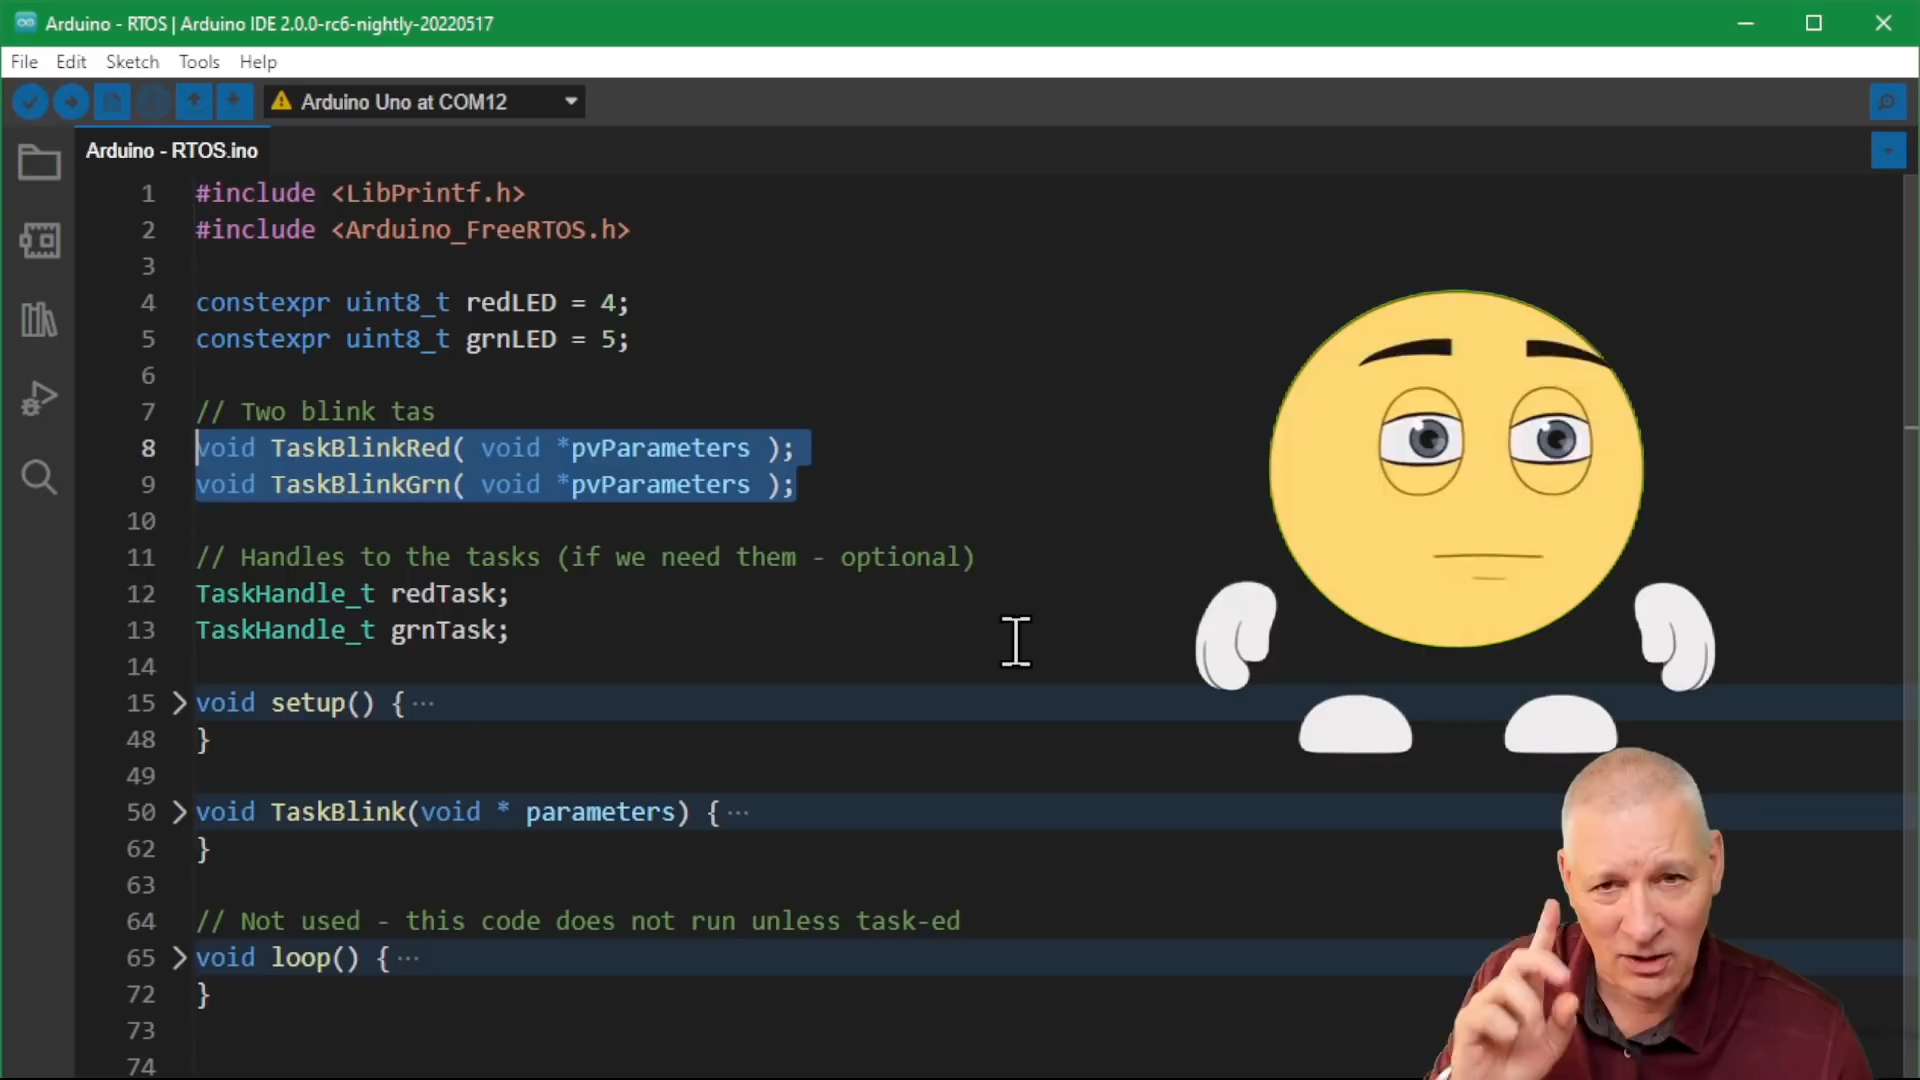 Arduino - RTOS | Arduino IDE 2.0.0-rc6-nightly-20220517
File Edit Sketch Tools Help
Arduino Uno at COM12
Arduino - RTOS.ino
1 #include <LibPrintf.h>
2 #include <Arduino_FreeRTOS.h>
3
4 constexpr uint8_t redLED = 4;
5 constexpr uint8_t grnLED = 5;
6
7 // Two blink tas
8 void TaskBlinkRed( void *pvParameters );
9 void TaskBlinkGrn( void *pvParameters );
10
11 // Handles to the tasks (if we need them - optional)
12 TaskHandle_t redTask;
13 TaskHandle_t grnTask;
14
15 void setup() { ···
48 }
49
50 void TaskBlink(void * parameters) { ···
62 }
63
64 // Not used - this code does not run unless task-ed
65 void loop() { ···
72 }
73
74